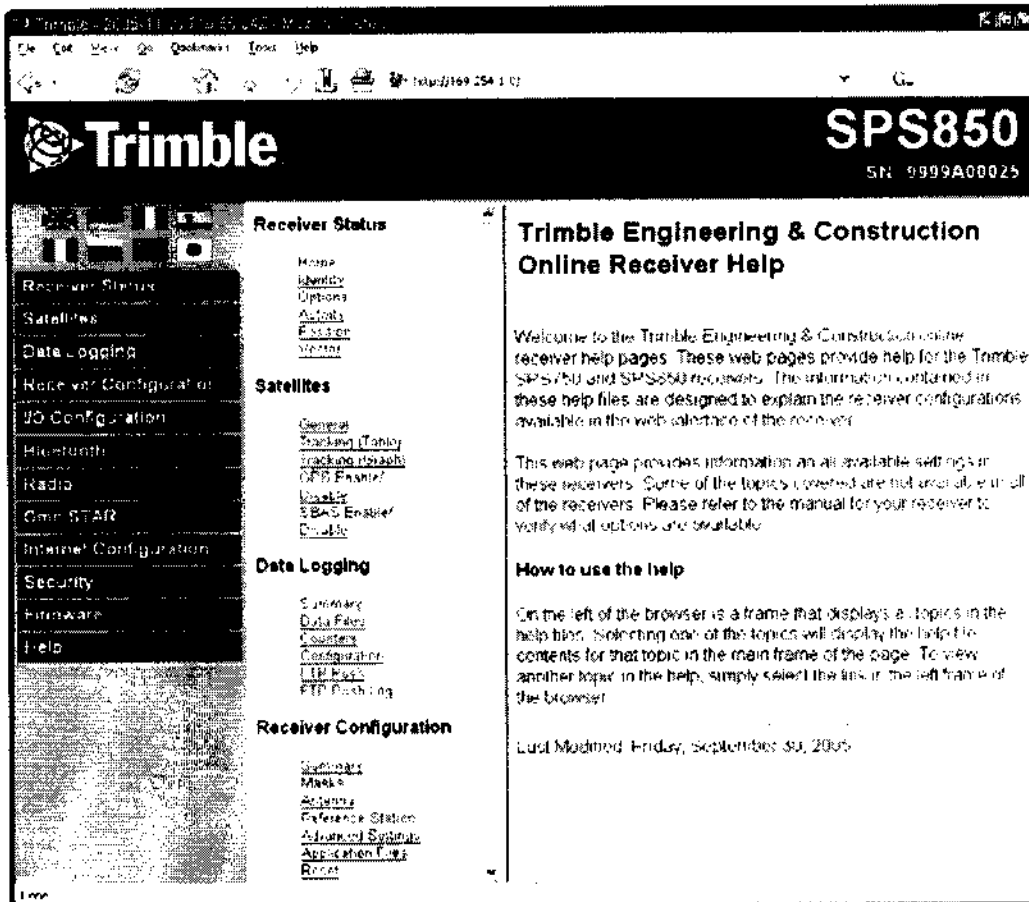 Trimble
File Edit View Go Bookmarks Tools Help
http://169.254.1.0/
Trimble
SPS850
SN 9999A00025
Receiver Status
Satellites
Data Logging
Receiver Configuration
I/O Configuration
Bluetooth
Radio
OmniSTAR
Internet Configuration
Security
Firmware
Help
Receiver Status
Home
Identity
Options
Activity
Position
Vector
Satellites
General
Tracking (Table)
Tracking (Graph)
GPS Enable/
Disable
SBAS Enable/
Disable
Data Logging
Summary
Data Files
Counters
Configuration
FTP Push
FTP Push Log
Receiver Configuration
Summary
Masks
Antenna
Reference Station
Advanced Settings
Application Files
Reset
Trimble Engineering & Construction
Online Receiver Help
Welcome to the Trimble Engineering & Construction online
receiver help pages. These web pages provide help for the Trimble
SPS750 and SPS850 receivers. The information contained in
these help files are designed to explain the receiver configurations
available in the web interface of the receiver.
This web page provides information an all available settings in
these receivers. Some of the topics covered are not available in all
of the receivers. Please refer to the manual for your receiver to
verify what options are available.
How to use the help
On the left of the browser is a frame that displays all topics in the
help files. Selecting one of the topics will display the help file
contents for that topic in the main frame of the page. To view
another topic in the help, simply select the link in the left frame of
the browser.
Last Modified: Friday, September 30, 2005
Done